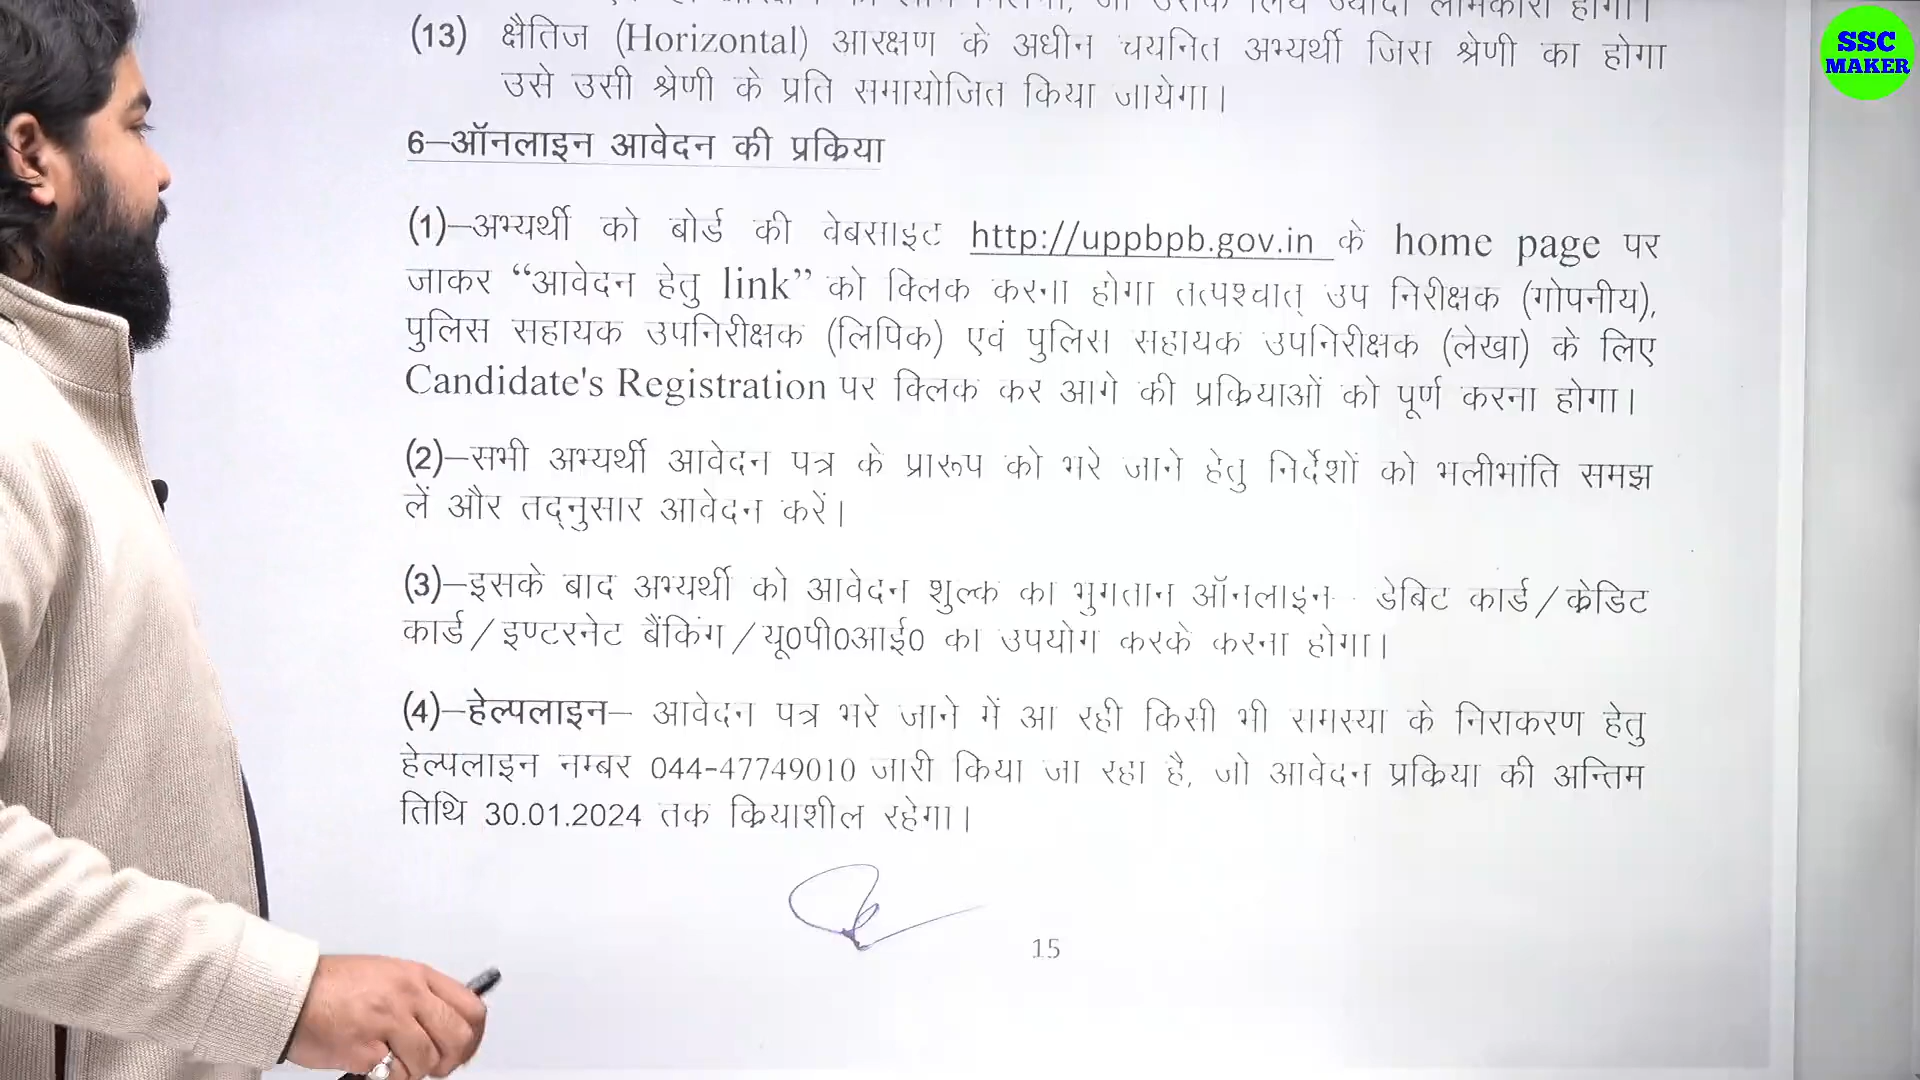 (13) क्षैतिज (Horizontal) आरक्षण के अधीन चयनित अभ्यर्थी जिस श्रेणी का होगा
उसे उसी श्रेणी के प्रति समायोजित किया जायेगा।
6–ऑनलाइन आवेदन की प्रकिया
(1)–अभ्यर्थी को बोर्ड की वेबसाइट http://uppbpb.gov.in के home page पर
जाकर “आवेदन हेतु link” को क्लिक करना होगा तत्पश्चात् उप निरीक्षक (गोपनीय),
पुलिस सहायक उपनिरीक्षक (लिपिक) एवं पुलिस सहायक उपनिरीक्षक (लेखा) के लिए
Candidate's Registration पर क्लिक कर आगे की प्रकियाओं को पूर्ण करना होगा।
(2)–सभी अभ्यर्थी आवेदन पत्र के प्रारूप को भरे जाने हेतु निर्देशों को भलीभांति समझ
लें और तद्नुसार आवेदन करें।
(3)–इसके बाद अभ्यर्थी को आवेदन शुल्क का भुगतान ऑनलाइन डेबिट कार्ड/केडिट
कार्ड/इण्टरनेट बैंकिंग/यू0पी0आई0 का उपयोग करके करना होगा।
(4)–हेल्पलाइन– आवेदन पत्र भरे जाने में आ रही किसी भी समस्या के निराकरण हेतु
हेल्पलाइन नम्बर 044-47749010 जारी किया जा रहा है, जो आवेदन प्रकिया की अन्तिम
तिथि 30.01.2024 तक कियाशील रहेगा।
15
SSC
MAKER